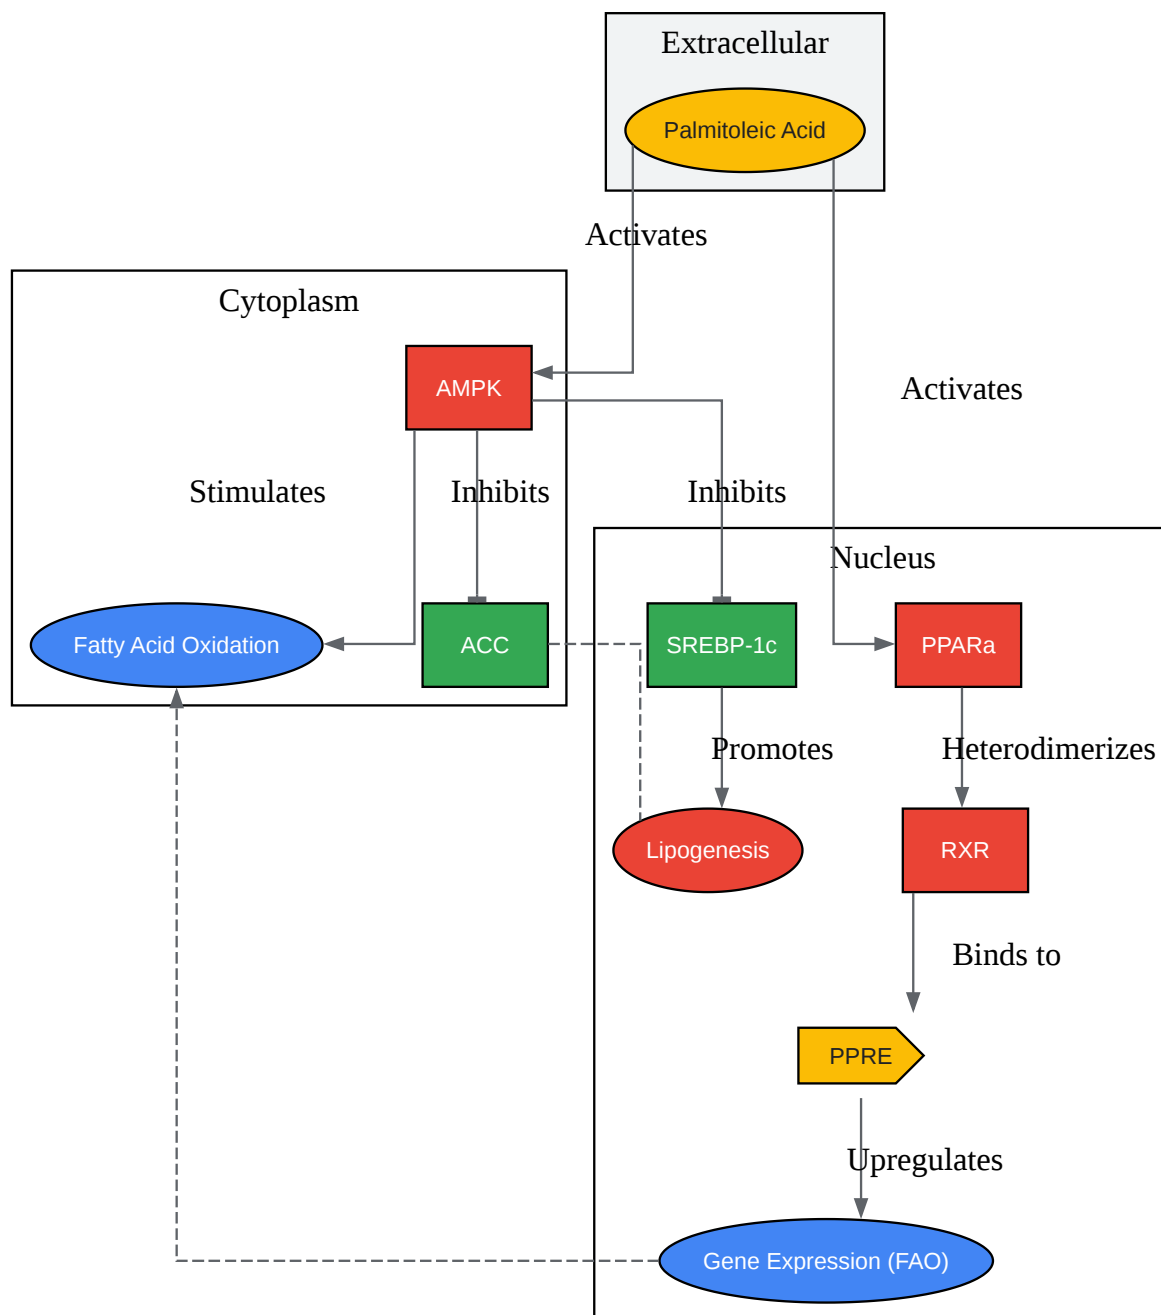 Extracellular
Palmitoleic Acid
Activates
Cytoplasm
AMPK
Activates
Stimulates
Inhibits
Inhibits
Nucleus
Fatty Acid Oxidation
ACC
SREBP-1c
PPARa
Promotes
Heterodimerizes
Lipogenesis
RXR
Binds to
PPRE
Upregulates
Gene Expression (FAO)